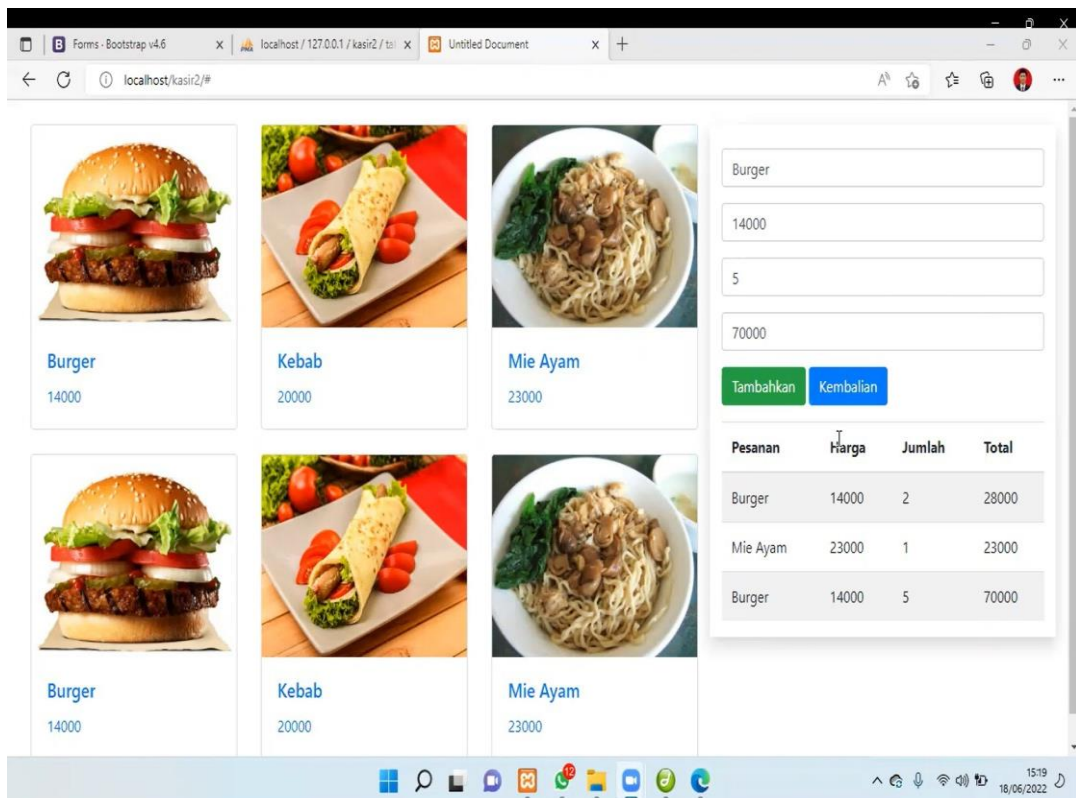 Forms · Bootstrap v4.6
localhost / 127.0.0.1 / kasir2 / tal
Untitled Document
localhost/kasir2/#
Burger
14000
Kebab
20000
Mie Ayam
23000
Burger
14000
Kebab
20000
Mie Ayam
23000
Burger
14000
5
70000
Tambahkan Kembalian
Pesanan Harga Jumlah Total
Burger 14000 2 28000
Mie Ayam 23000 1 23000
Burger 14000 5 70000
12
15:19
18/06/2022